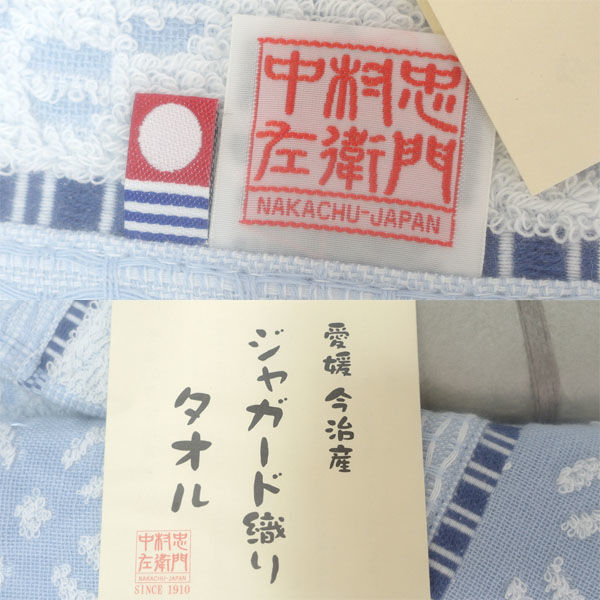 中村忠
左衛門
NAKACHU-JAPAN
愛媛 今治産
ジャガード織り
タオル
中村忠
左衛門
NAKACHU-JAPAN
SINCE 1910